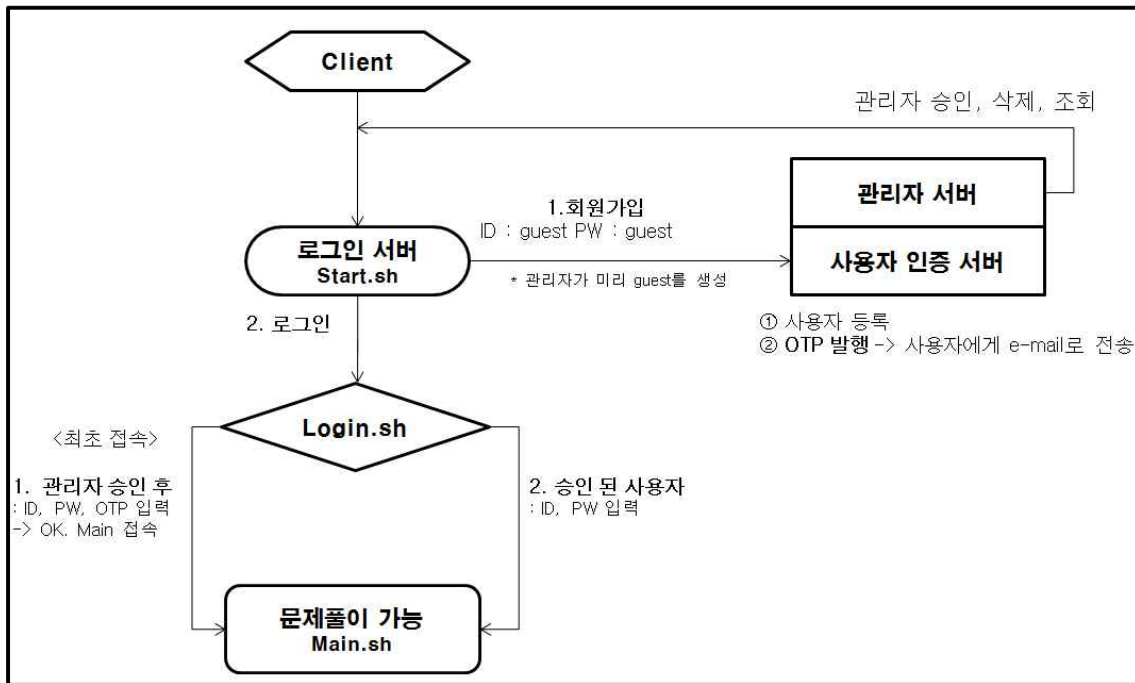 Client
관리자 승인, 삭제, 조회
관리자 서버
1.회원가입
ID : guest PW : guest
로그인 서버
Start.sh
사용자 인증 서버
* 관리자가 미리 guest를 생성
2. 로그인
① 사용자 등록
② OTP 발행 -> 사용자에게 e-mail로 전송
Login.sh
<최초 접속>
1. 관리자 승인 후
: ID, PW, OTP 입력
-> OK. Main 접속
2. 승인 된 사용자
: ID, PW 입력
문제풀이 가능
Main.sh